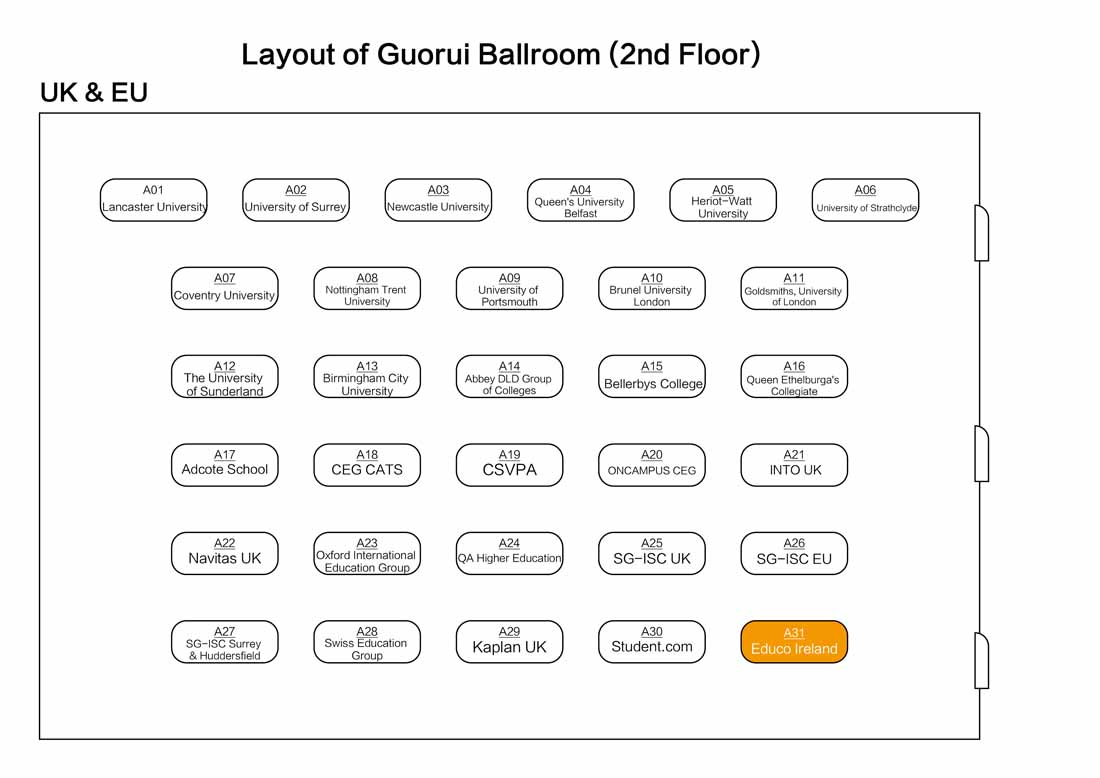 Layout of Guorui Ballroom (2nd Floor)
UK & EU
A01
Lancaster University
A02
University of Surrey
A03
Newcastle University
A04
Queen's University
Belfast
A05
Heriot-Watt
University
A06
University of Strathclyde
A07
Coventry University
A08
Nottingham Trent
University
A09
University of
Portsmouth
A10
Brunel University
London
A11
Goldsmiths, University
of London
A12
The University
of Sunderland
A13
Birmingham City
University
A14
Abbey DLD Group
of Colleges
A15
Bellerbys College
A16
Queen Ethelburga's
Collegiate
A17
Adcote School
A18
CEG CATS
A19
CSVPA
A20
ONCAMPUS CEG
A21
INTO UK
A22
Navitas UK
A23
Oxford International
Education Group
A24
QA Higher Education
A25
SG-ISC UK
A26
SG-ISC EU
A27
SG-ISC Surrey
& Huddersfield
A28
Swiss Education
Group
A29
Kaplan UK
A30
Student.com
A31
Educo Ireland